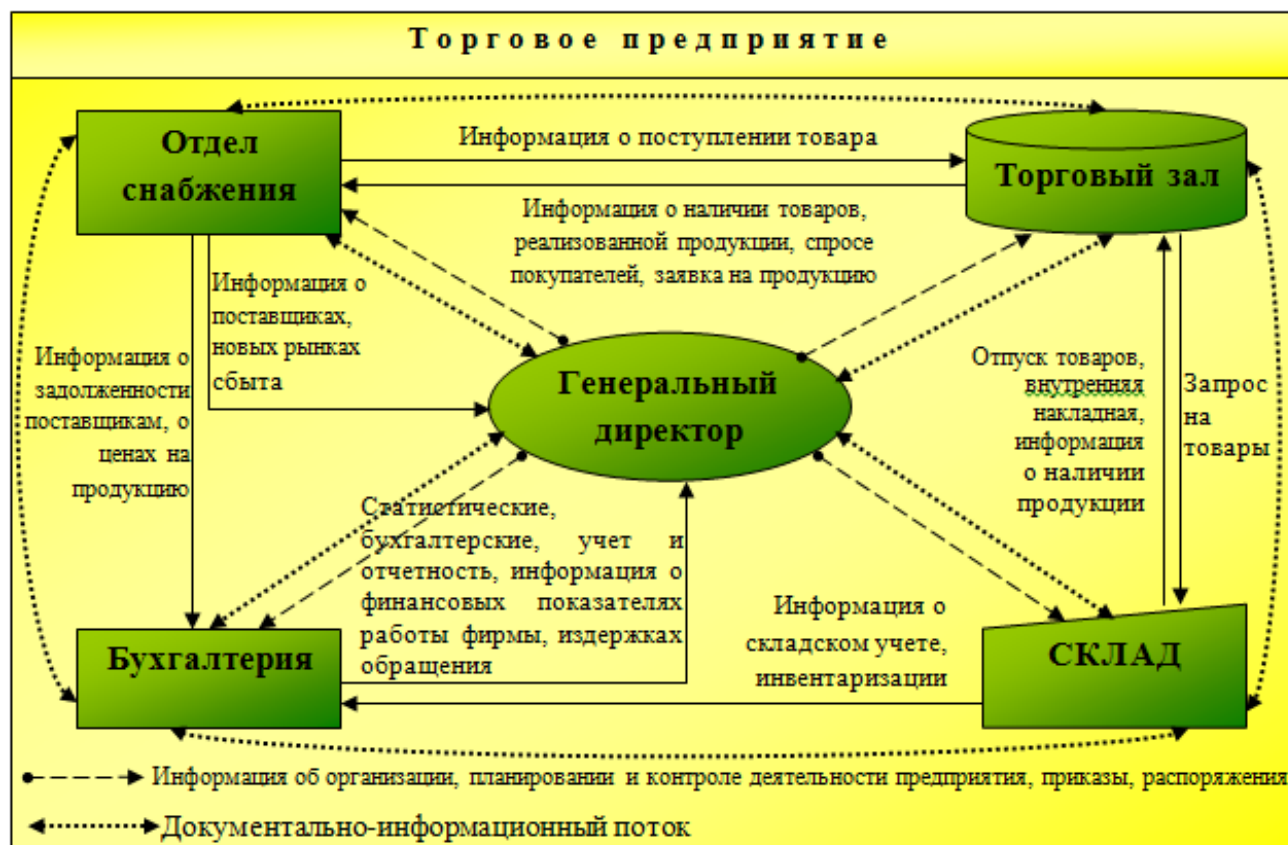 Торговое предприятие
Отдел
снабжения
Информация о поступлении товара
Торговый зал
Информация о наличии товаров,
реализованной продукции, спросе
покупателей, заявка на продукцию
Информация о
поставщиках,
новых рынках
сбыта
Информация о
задолженности
поставщикам, о
ценах на
продукцию
Генеральный
директор
Отпуск товаров,
внутренняя
накладная,
информация
о наличии
продукции
Запрос
на
товары
Статистические,
бухгалтерские, учет и
отчетность, информация о
финансовых показателях
работы фирмы, издержках
обращения
Информация о
складском учете,
инвентаризации
Бухгалтерия
СКЛАД
Информация об организации, планировании и контроле деятельности предприятия, приказы, распоряжения
Документально-информационный поток